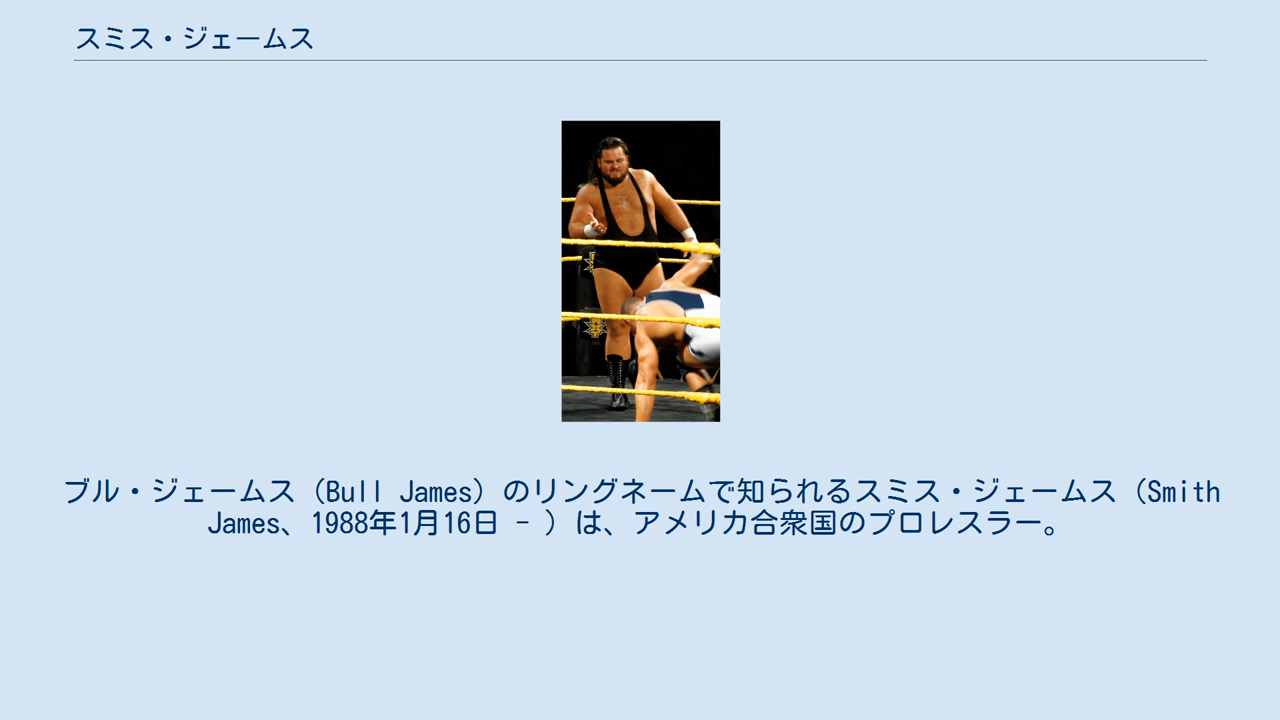 スミス・ジェームス
ブル・ジェームス（Bull James）のリングネームで知られるスミス・ジェームス（Smith
James、1988年1月16日 - ）は、アメリカ合衆国のプロレスラー。